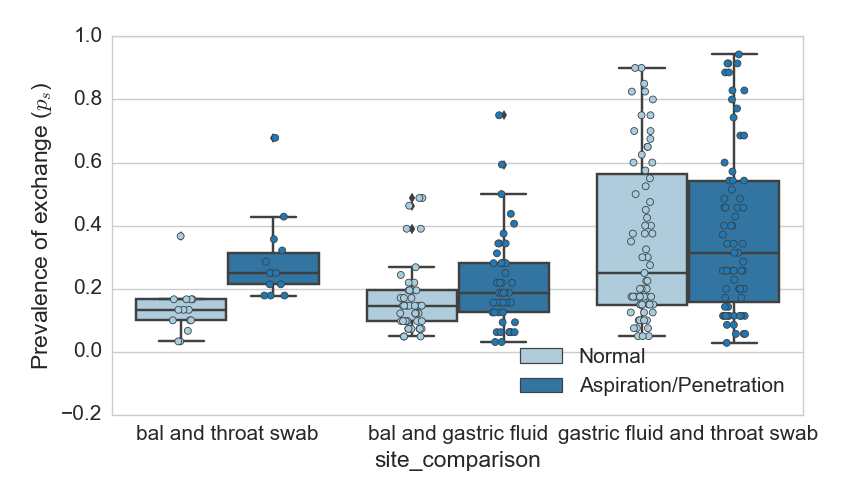 1.0
0.8
0.6
0.4
0.2
0.0
−0.2
Prevalence of exchange (pₛ)
Normal
Aspiration/Penetration
bal and throat swab
bal and gastric fluid
gastric fluid and throat swab
site_comparison